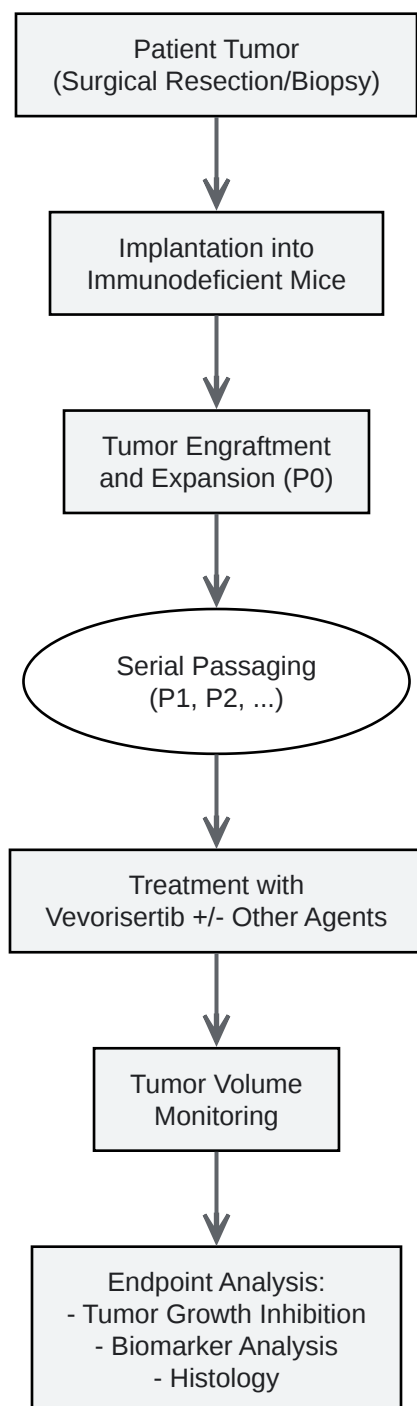 Patient Tumor
(Surgical Resection/Biopsy)
Implantation into
Immunodeficient Mice
Tumor Engraftment
and Expansion (P0)
Serial Passaging
(P1, P2, ...)
Treatment with
Vevorisertib +/- Other Agents
Tumor Volume
Monitoring
Endpoint Analysis:
- Tumor Growth Inhibition
- Biomarker Analysis
- Histology